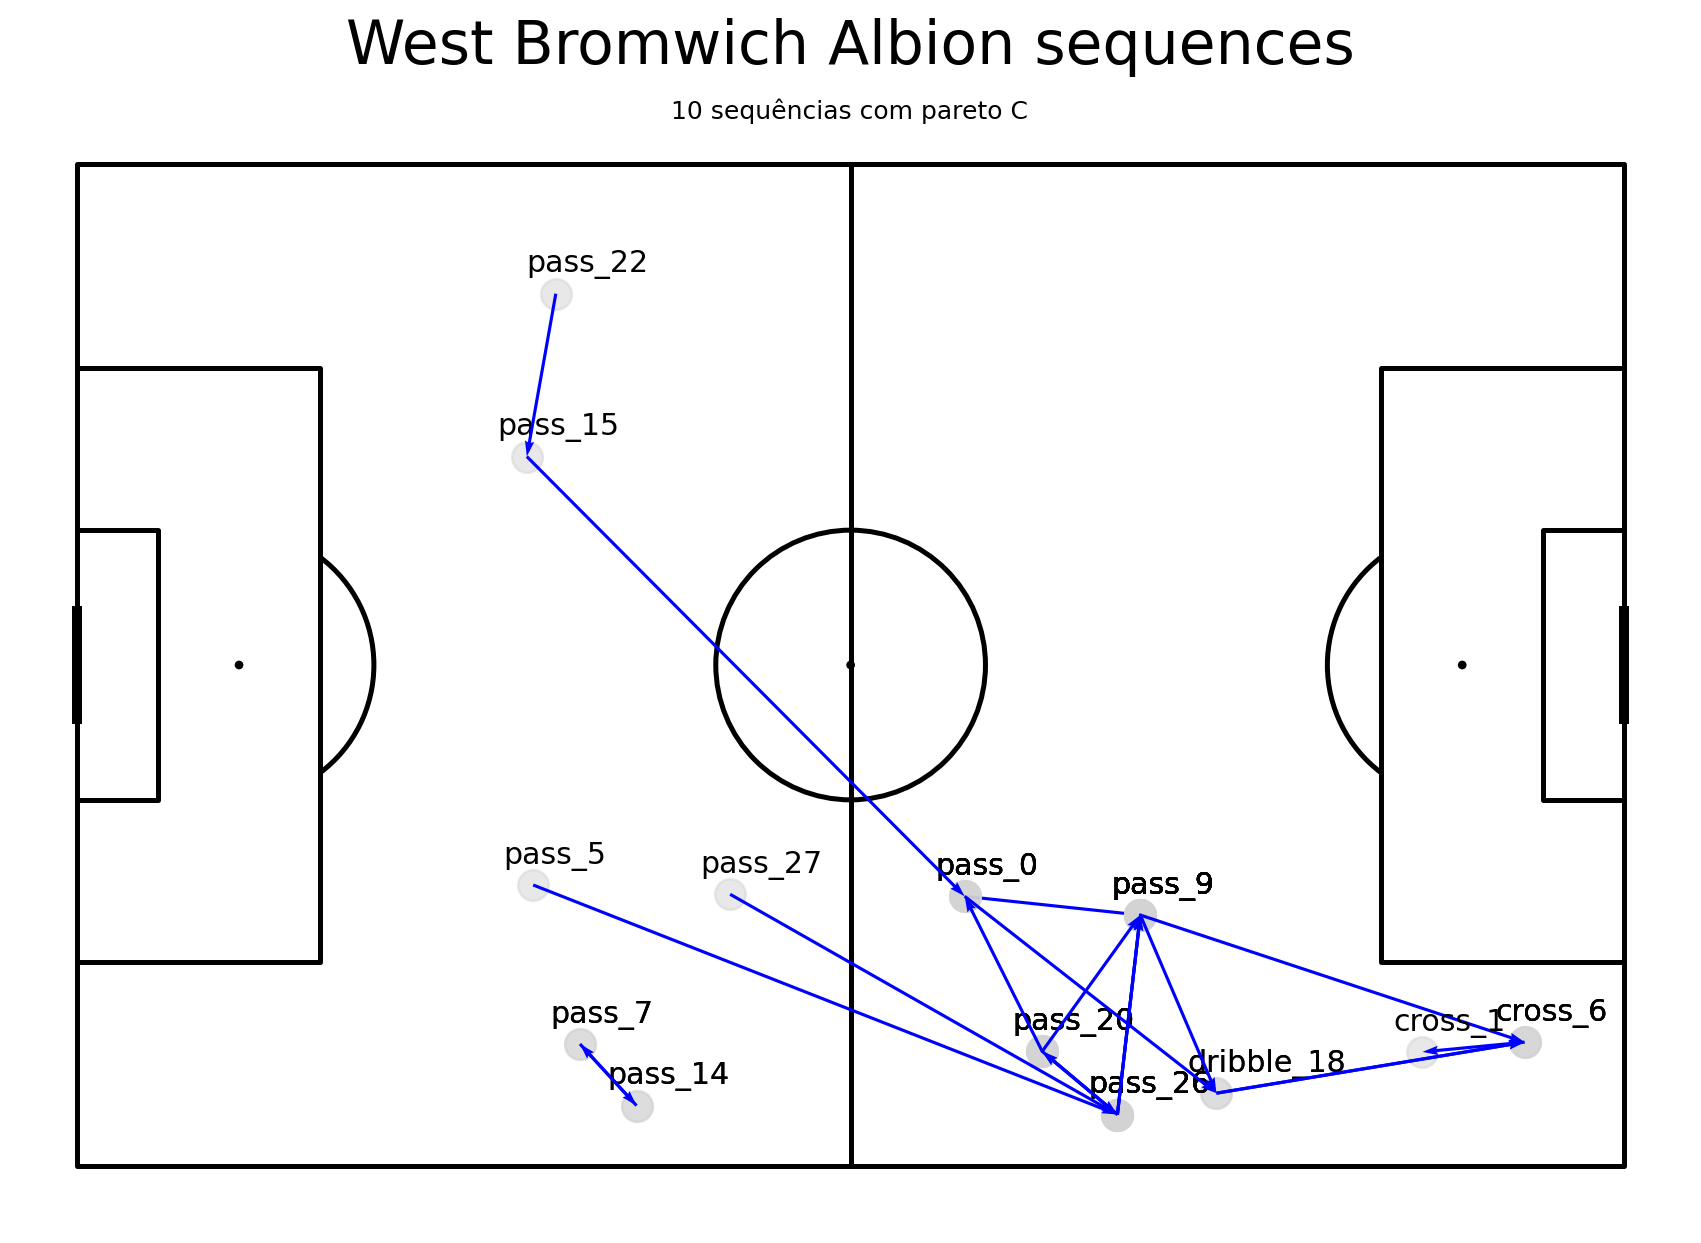 West Bromwich Albion sequences
10 sequências com pareto C
pass_22
pass_15
pass_5
pass_27
pass_0
pass_9
pass_7
pass_20
cross_1
cross_6
pass_14
pass_26
dribble_18